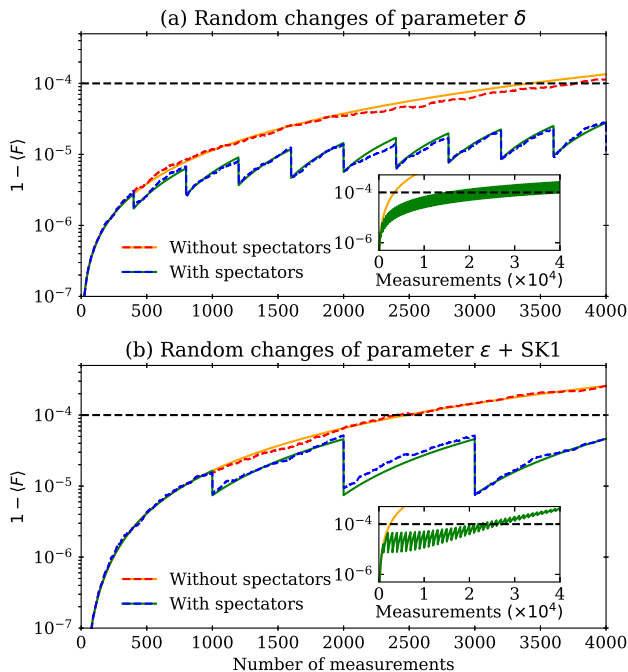 (a) Random changes of parameter δ
1 − ⟨F⟩
10⁻⁴
10⁻⁵
10⁻⁶
10⁻⁷
Without spectators
With spectators
10⁻⁴
10⁻⁶
0 1 2 3 4
Measurements (×10⁴)
0 500 1000 1500 2000 2500 3000 3500 4000
(b) Random changes of parameter ε + SK1
1 − ⟨F⟩
10⁻⁴
10⁻⁵
10⁻⁶
10⁻⁷
Without spectators
With spectators
10⁻⁴
10⁻⁶
0 1 2 3 4
Measurements (×10⁴)
0 500 1000 1500 2000 2500 3000 3500 4000
Number of measurements